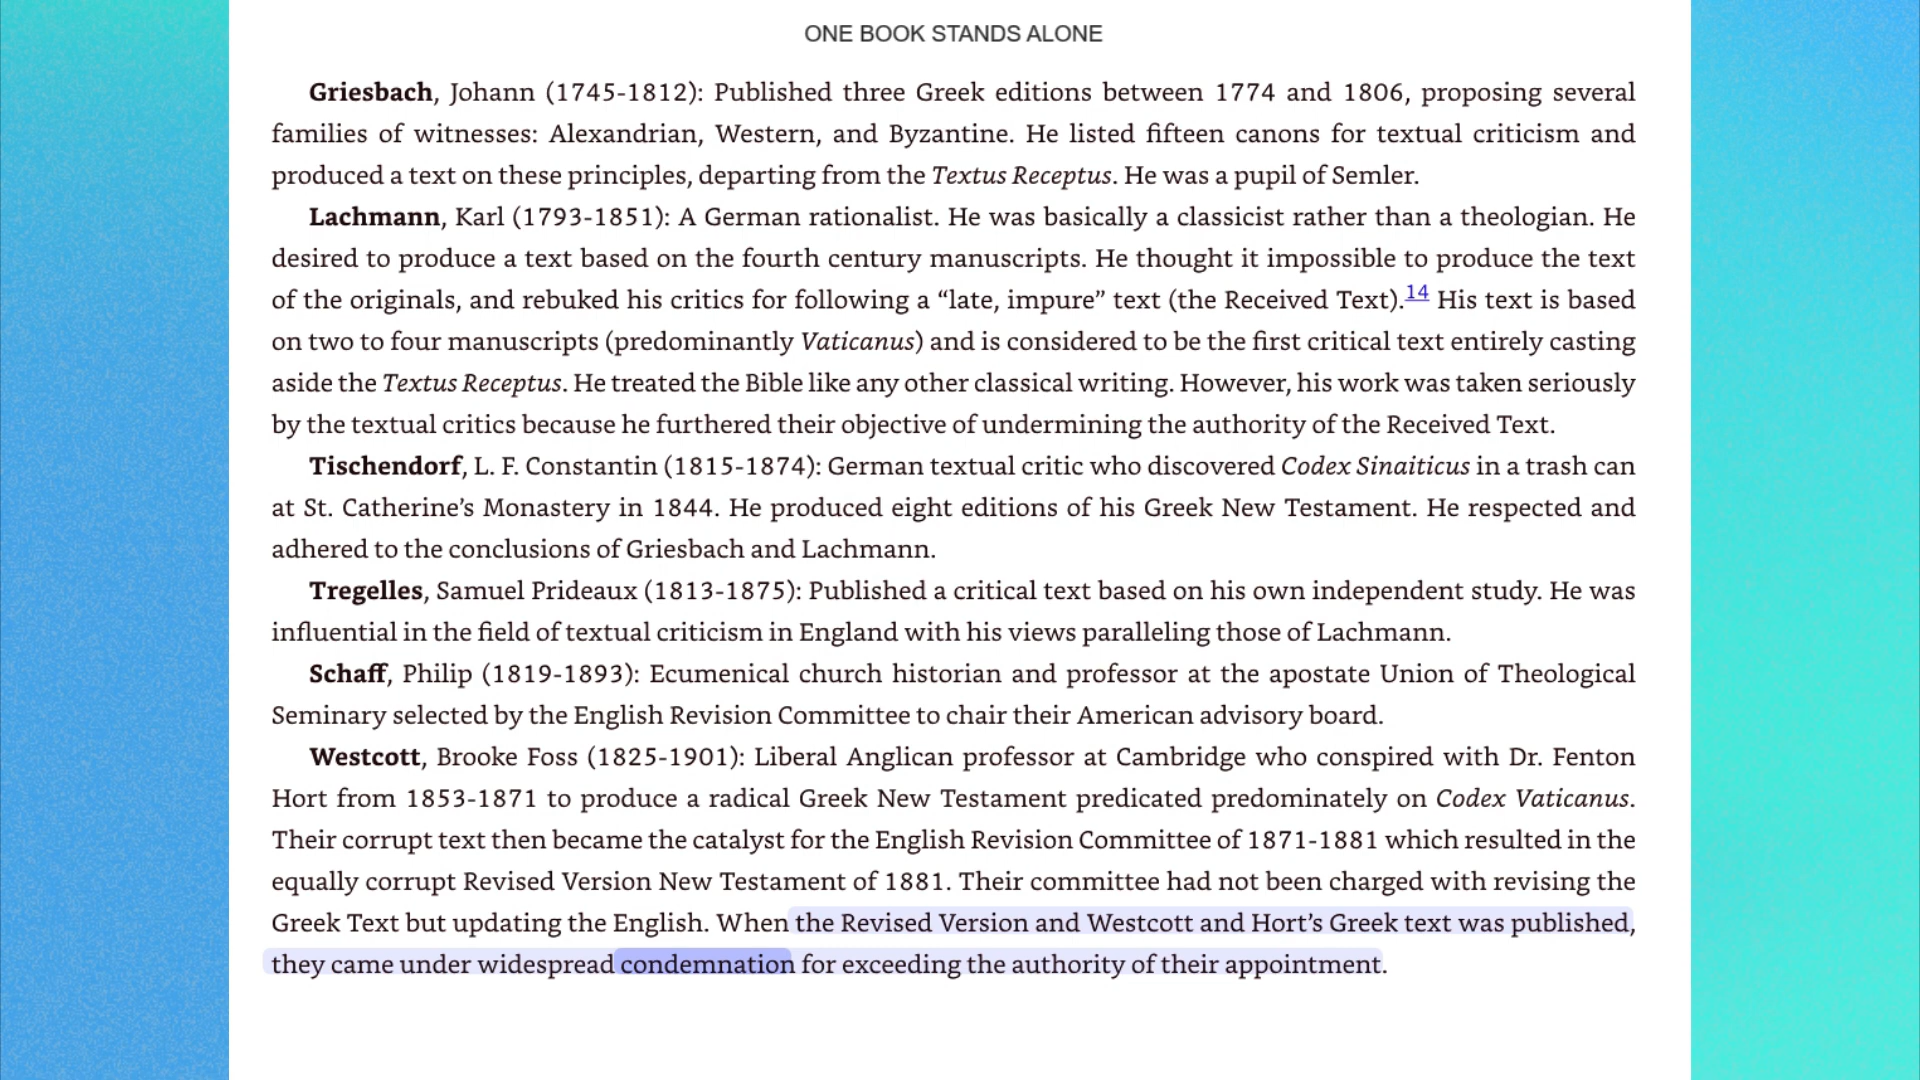 ONE BOOK STANDS ALONE
Griesbach, Johann (1745-1812): Published three Greek editions between 1774 and 1806, proposing several
families of witnesses: Alexandrian, Western, and Byzantine. He listed fifteen canons for textual criticism and
produced a text on these principles, departing from the Textus Receptus. He was a pupil of Semler.
Lachmann, Karl (1793-1851): A German rationalist. He was basically a classicist rather than a theologian. He
desired to produce a text based on the fourth century manuscripts. He thought it impossible to produce the text
of the originals, and rebuked his critics for following a “late, impure” text (the Received Text).14 His text is based
on two to four manuscripts (predominantly Vaticanus) and is considered to be the first critical text entirely casting
aside the Textus Receptus. He treated the Bible like any other classical writing. However, his work was taken seriously
by the textual critics because he furthered their objective of undermining the authority of the Received Text.
Tischendorf, L. F. Constantin (1815-1874): German textual critic who discovered Codex Sinaiticus in a trash can
at St. Catherine’s Monastery in 1844. He produced eight editions of his Greek New Testament. He respected and
adhered to the conclusions of Griesbach and Lachmann.
Tregelles, Samuel Prideaux (1813-1875): Published a critical text based on his own independent study. He was
influential in the field of textual criticism in England with his views paralleling those of Lachmann.
Schaff, Philip (1819-1893): Ecumenical church historian and professor at the apostate Union of Theological
Seminary selected by the English Revision Committee to chair their American advisory board.
Westcott, Brooke Foss (1825-1901): Liberal Anglican professor at Cambridge who conspired with Dr. Fenton
Hort from 1853-1871 to produce a radical Greek New Testament predicated predominately on Codex Vaticanus.
Their corrupt text then became the catalyst for the English Revision Committee of 1871-1881 which resulted in the
equally corrupt Revised Version New Testament of 1881. Their committee had not been charged with revising the
Greek Text but updating the English. When the Revised Version and Westcott and Hort’s Greek text was published,
they came under widespread condemnation for exceeding the authority of their appointment.